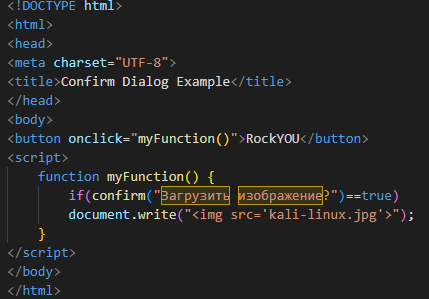 <!DOCTYPE html>
<html>
<head>
<meta charset="UTF-8">
<title>Confirm Dialog Example</title>
</head>
<body>
<button onclick="myFunction()">RockYOU</button>
<script>
    function myFunction() {
        if(confirm("Загрузить изображение?")==true)
        document.write("<img src='kali-linux.jpg'>");
    }
</script>
</body>
</html>